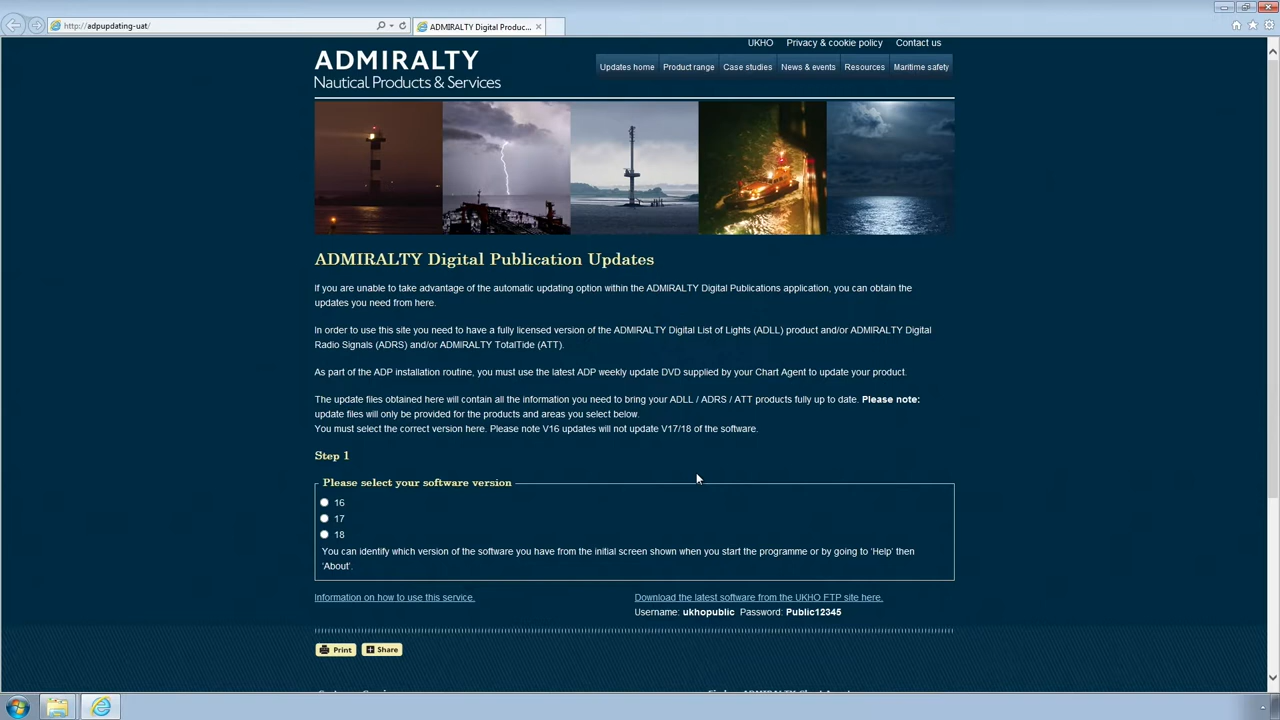 http://adpupdating-uat/
ADMIRALTY Digital Produc...
UKHO Privacy & cookie policy Contact us
ADMIRALTY
Nautical Products & Services
Updates home Product range Case studies News & events Resources Maritime safety
ADMIRALTY Digital Publication Updates
If you are unable to take advantage of the automatic updating option within the ADMIRALTY Digital Publications application, you can obtain the
updates you need from here.
In order to use this site you need to have a fully licensed version of the ADMIRALTY Digital List of Lights (ADLL) product and/or ADMIRALTY Digital
Radio Signals (ADRS) and/or ADMIRALTY TotalTide (ATT).
As part of the ADP installation routine, you must use the latest ADP weekly update DVD supplied by your Chart Agent to update your product.
The update files obtained here will contain all the information you need to bring your ADLL / ADRS / ATT products fully up to date. Please note:
update files will only be provided for the products and areas you select below.
You must select the correct version here. Please note V16 updates will not update V17/18 of the software.
Step 1
Please select your software version
16
17
18
You can identify which version of the software you have from the initial screen shown when you start the programme or by going to 'Help' then
'About'.
Information on how to use this service.
Download the latest software from the UKHO FTP site here.
Username: ukhopublic Password: Public12345
Print Share